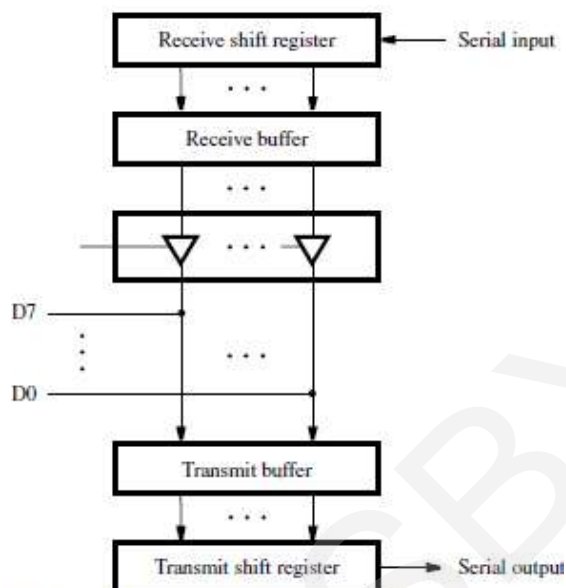 Receive shift register
Serial input
. . .
Receive buffer
. . .
. . .
D7
. . .
D0
Transmit buffer
. . .
Transmit shift register
Serial output